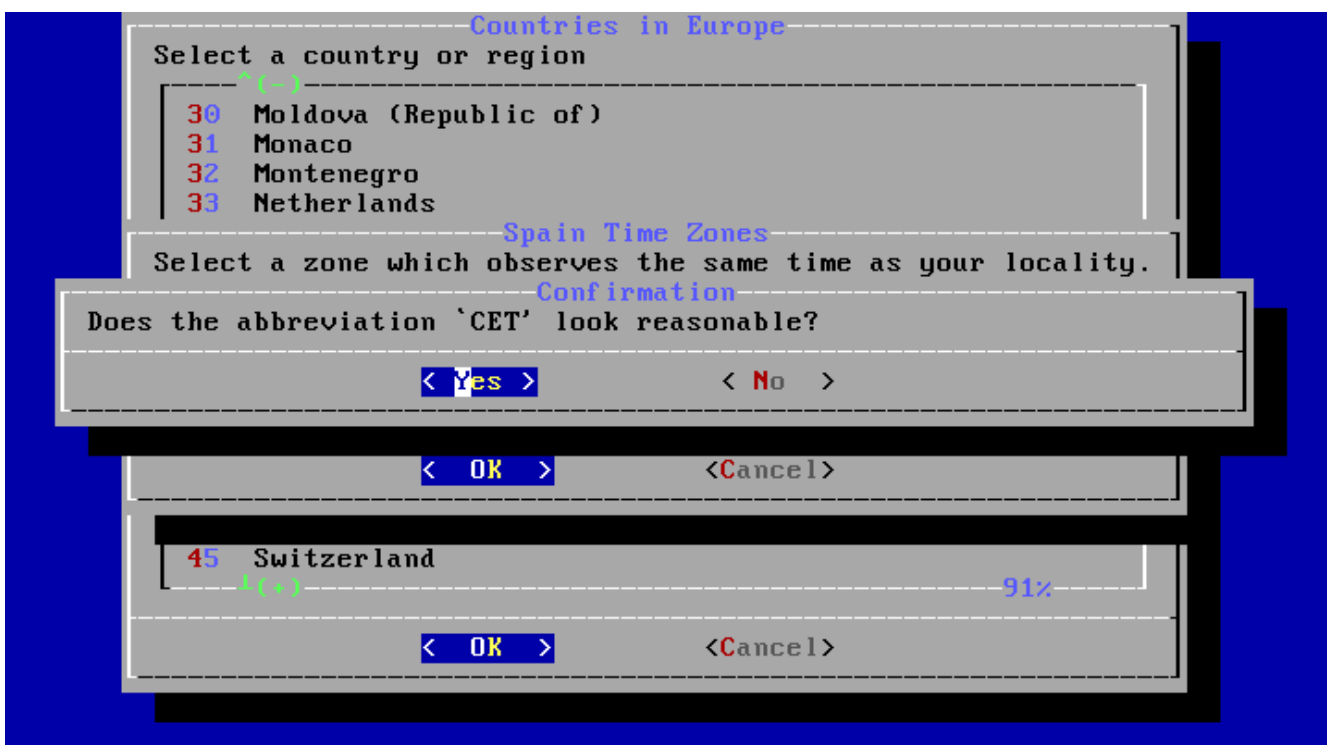 Countries in Europe
Select a country or region
^(-)
30 Moldova (Republic of)
31 Monaco
32 Montenegro
33 Netherlands
Spain Time Zones
Select a zone which observes the same time as your locality.
Confirmation
Does the abbreviation `CET' look reasonable?
< Yes > < No >
< OK > <Cancel>
45 Switzerland
┴(+) 91%
< OK > <Cancel>